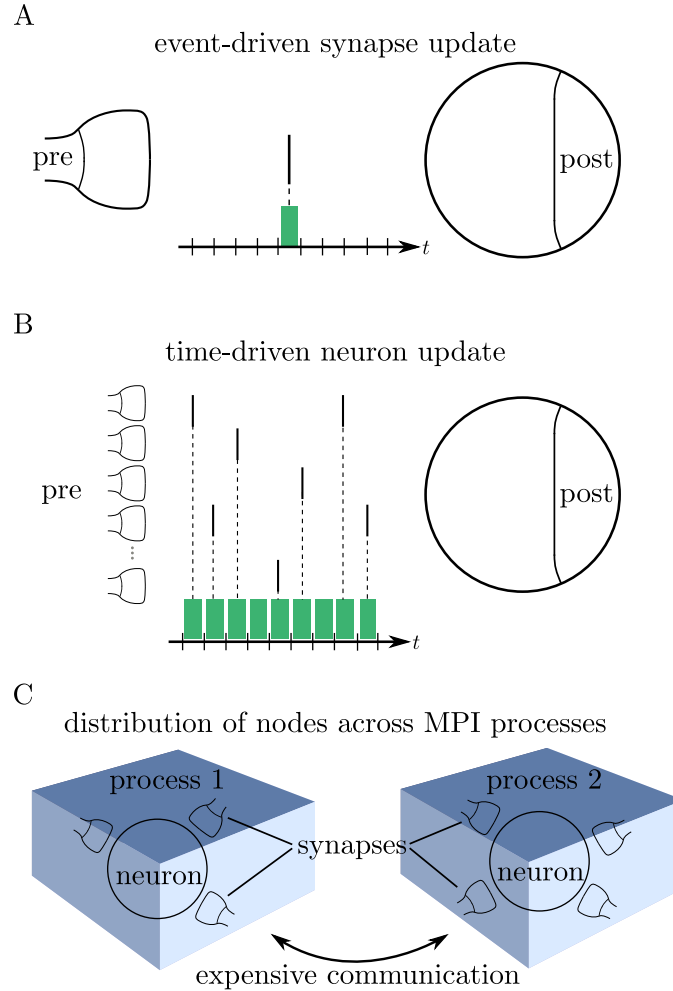 A
event-driven synapse update
pre
post
t
B
time-driven neuron update
pre
post
t
C
distribution of nodes across MPI processes
process 1
process 2
synapses
neuron
neuron
expensive communication